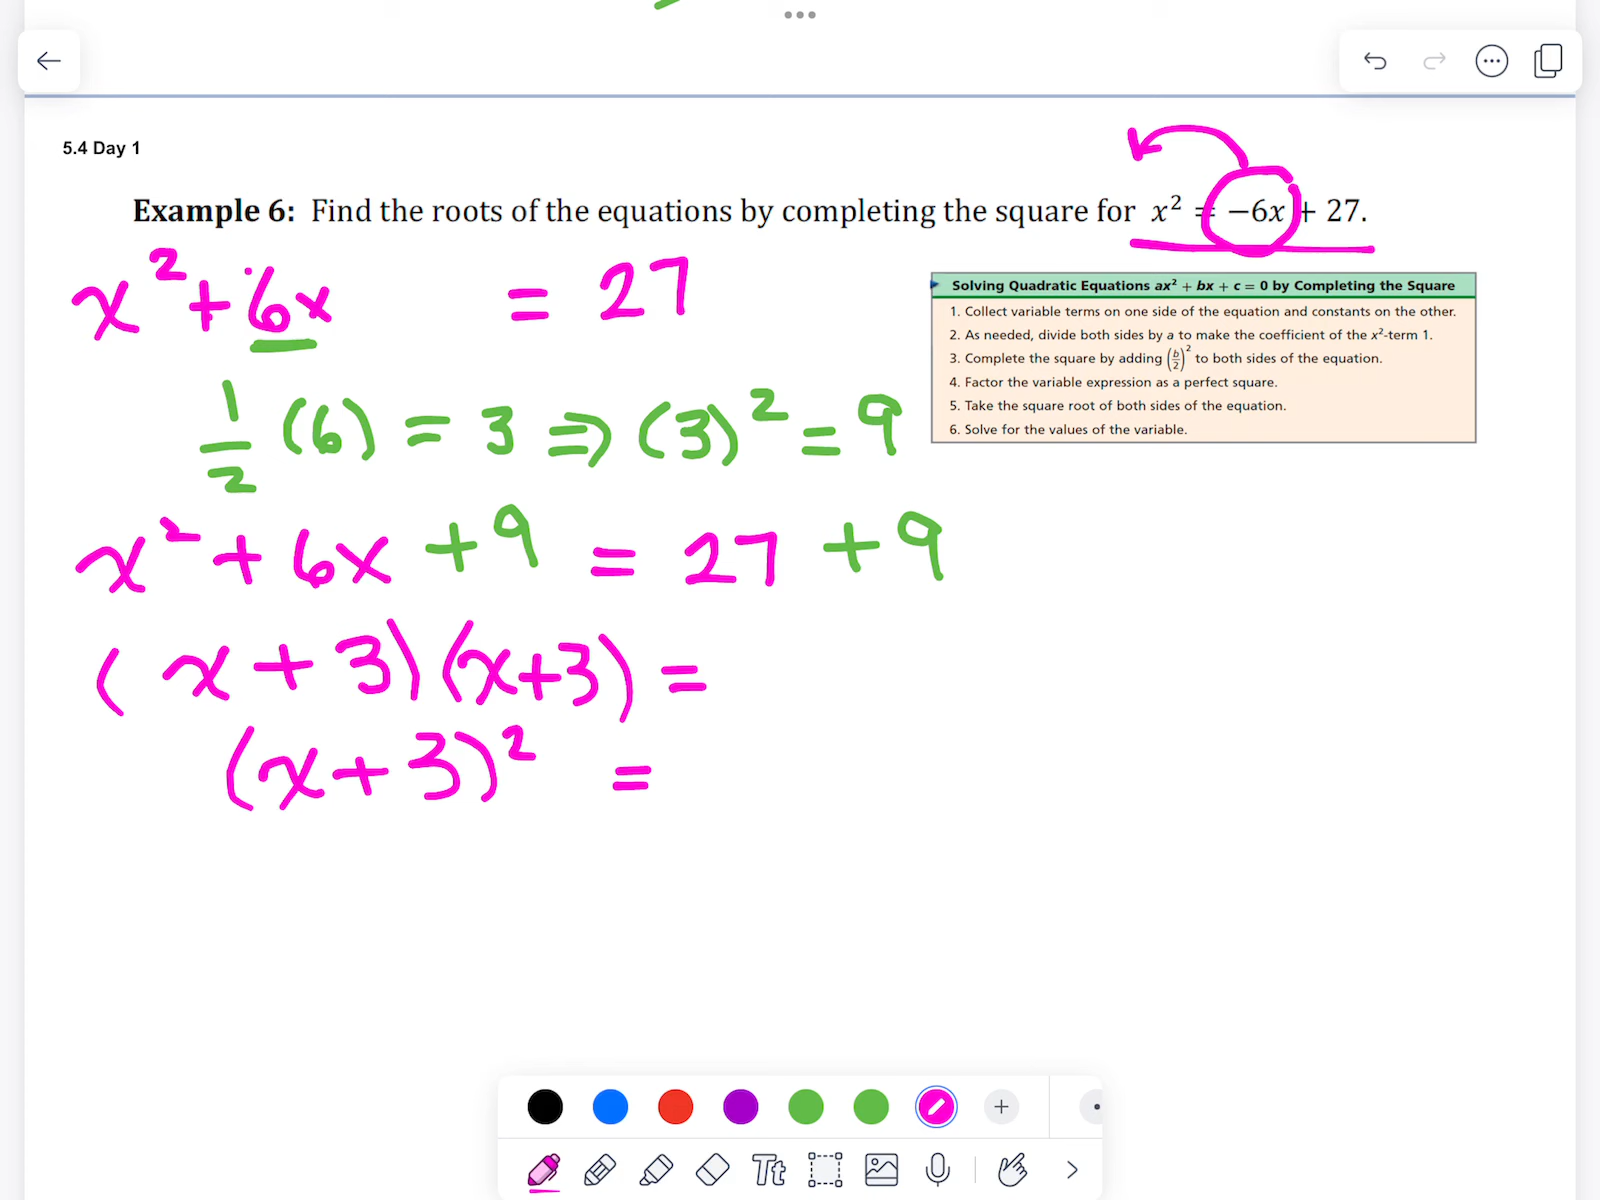 5.4 Day 1
Example 6: Find the roots of the equations by completing the square for x² = −6x + 27.
x² + 6x = 27
Solving Quadratic Equations ax² + bx + c = 0 by Completing the Square
1. Collect variable terms on one side of the equation and constants on the other.
2. As needed, divide both sides by a to make the coefficient of the x²-term 1.
3. Complete the square by adding (b/2)² to both sides of the equation.
4. Factor the variable expression as a perfect square.
5. Take the square root of both sides of the equation.
6. Solve for the values of the variable.
1/2 (6) = 3 ⇒ (3)² = 9
x² + 6x + 9 = 27 + 9
(x + 3)(x+3) =
(x+3)² =
Tt